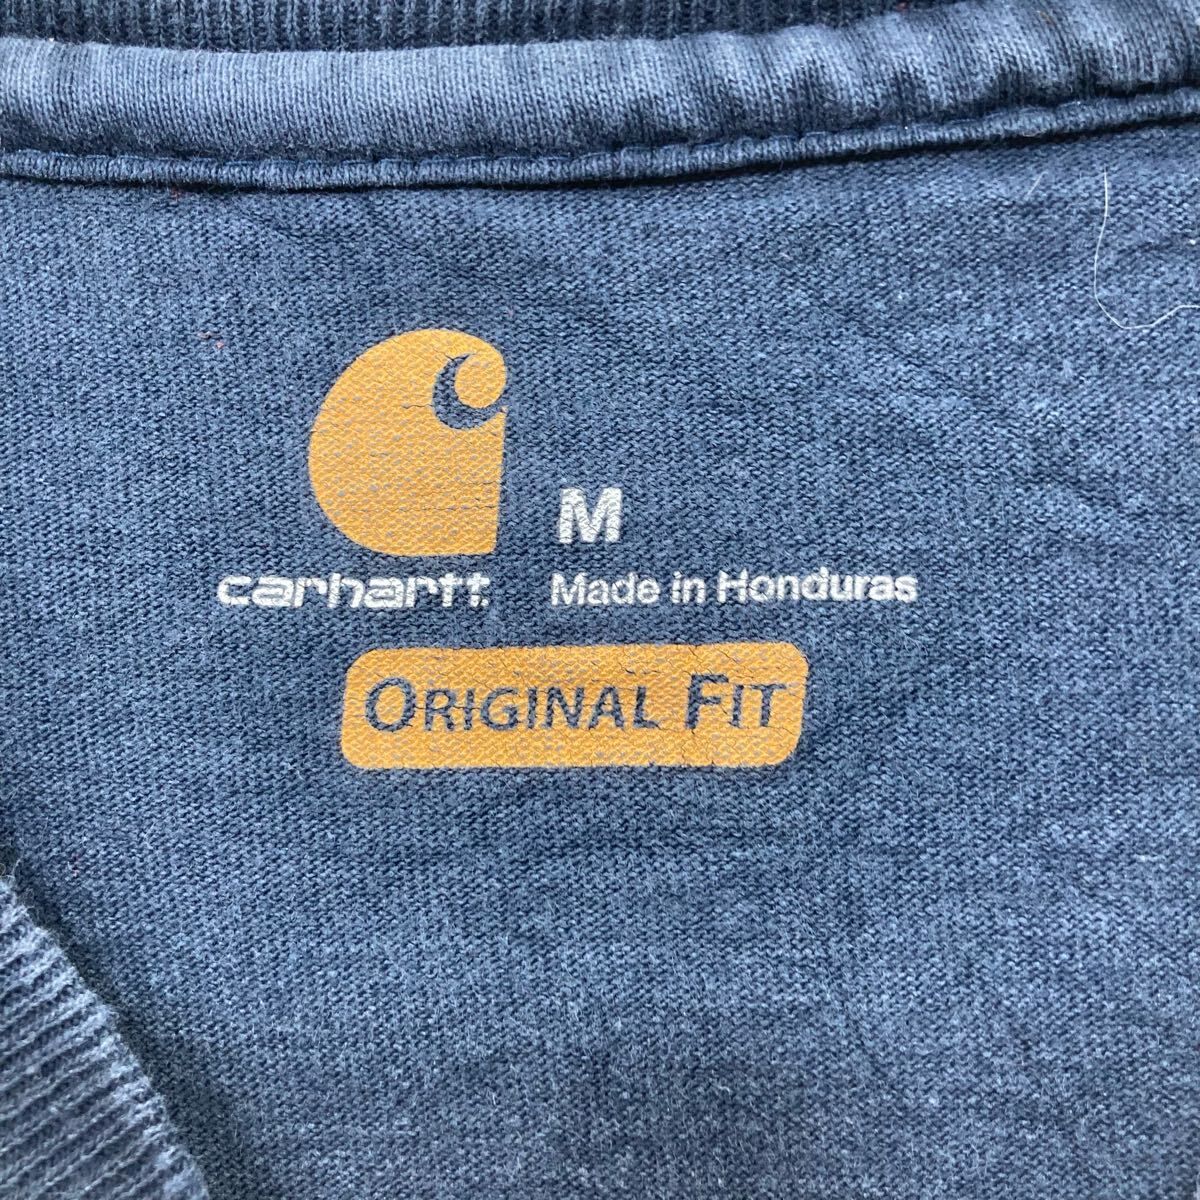 M
carhartt
Made in Honduras
ORIGINAL FIT